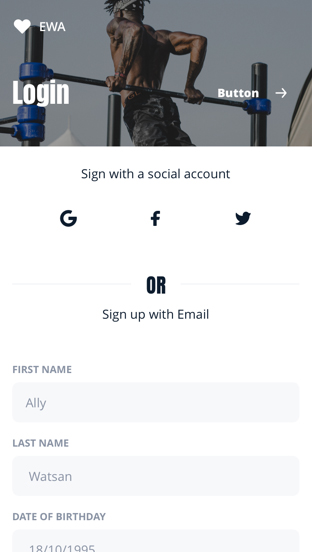 EWA
Login
Button
Sign with a social account
OR
Sign up with Email
FIRST NAME
Ally
LAST NAME
Watsan
DATE OF BIRTHDAY
18/10/1995